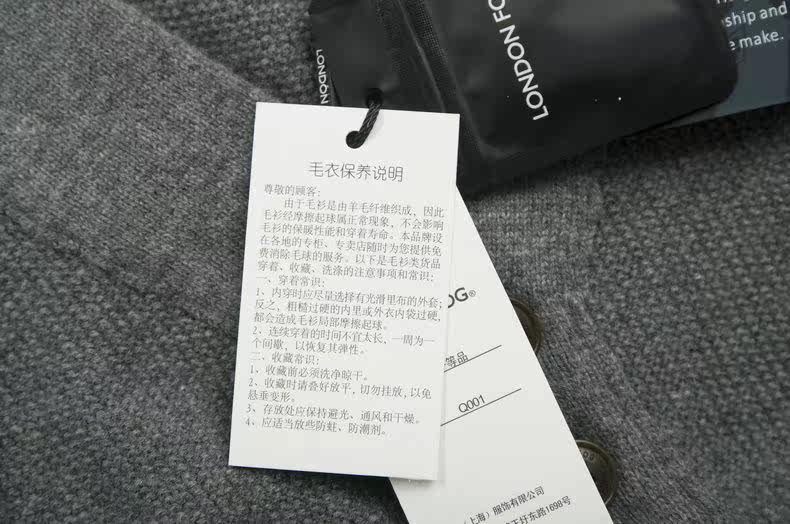 毛衣保养说明
尊敬的顾客：
由于毛衫是由羊毛纤维织成，因此
毛衫经摩擦起球属正常现象，不会影响
毛衫的保暖性能和穿着寿命。本品牌设
在各地的专柜、专卖店随时为您提供免
费消除毛球的服务。以下是毛衫类货品
穿着、收藏、洗涤的注意事项和常识：
一、穿着常识：
1、内穿时应尽量选择有光滑里布的外套；
反之，粗糙过硬的内里或外衣内袋过硬，
都会造成毛衫局部摩擦起球。
2、连续穿着的时间不宜太长，一周为一
个间歇，以恢复其弹性。
二、收藏常识：
1、收藏前必须洗净晾干。
2、收藏时请叠好放平，切勿挂放，以免
悬垂变形。
3、存放处应保持避光、通风和干燥。
4、应适当放些防蛀、防潮剂。
LONDON
LONDON FO
ship and
e make.
OG®
等品
Q001
（上海）服饰有限公司
圩东路1698号